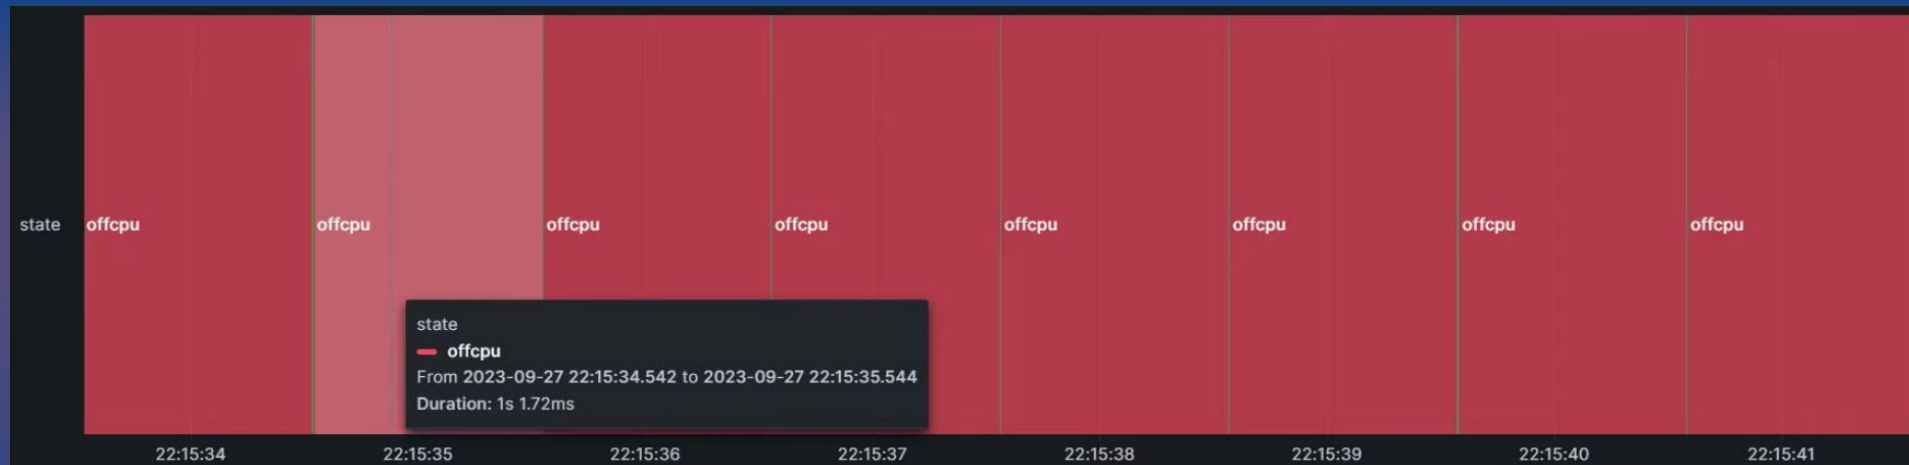 state offcpu offcpu offcpu offcpu offcpu offcpu offcpu offcpu
state
offcpu
From 2023-09-27 22:15:34.542 to 2023-09-27 22:15:35.544
Duration: 1s 1.72ms
22:15:34 22:15:35 22:15:36 22:15:37 22:15:38 22:15:39 22:15:40 22:15:41